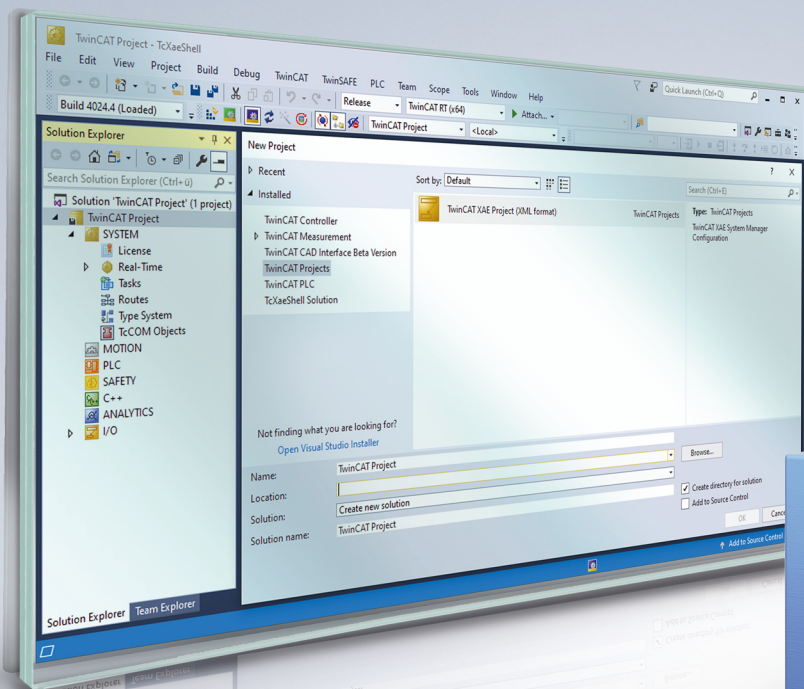 TwinCAT Project - TcXaeShell
Quick Launch (Ctrl+Q)
File Edit View Project Build Debug TwinCAT TwinSAFE PLC Team Scope Tools Window Help
Release TwinCAT RT (x64) Attach...
Build 4024.4 (Loaded) TwinCAT Project <Local>
Solution Explorer
Search Solution Explorer (Ctrl+ü)
Solution 'TwinCAT Project' (1 project)
TwinCAT Project
SYSTEM
License
Real-Time
Tasks
Routes
Type System
TcCOM Objects
MOTION
PLC
SAFETY
C++
ANALYTICS
I/O
Solution Explorer Team Explorer
New Project
? X
Recent
Installed
TwinCAT Controller
TwinCAT Measurement
TwinCAT CAD Interface Beta Version
TwinCAT Projects
TwinCAT PLC
TcXaeShell Solution
Sort by: Default
Search (Ctrl+E)
TwinCAT XAE Project (XML format) TwinCAT Projects
Type: TwinCAT Projects
TwinCAT XAE System Manager
Configuration
Not finding what you are looking for?
Open Visual Studio Installer
Name: TwinCAT Project
Location: Browse...
Solution: Create new solution
Create directory for solution
Solution name: TwinCAT Project
Add to Source Control
OK Cance
Add to Source Control